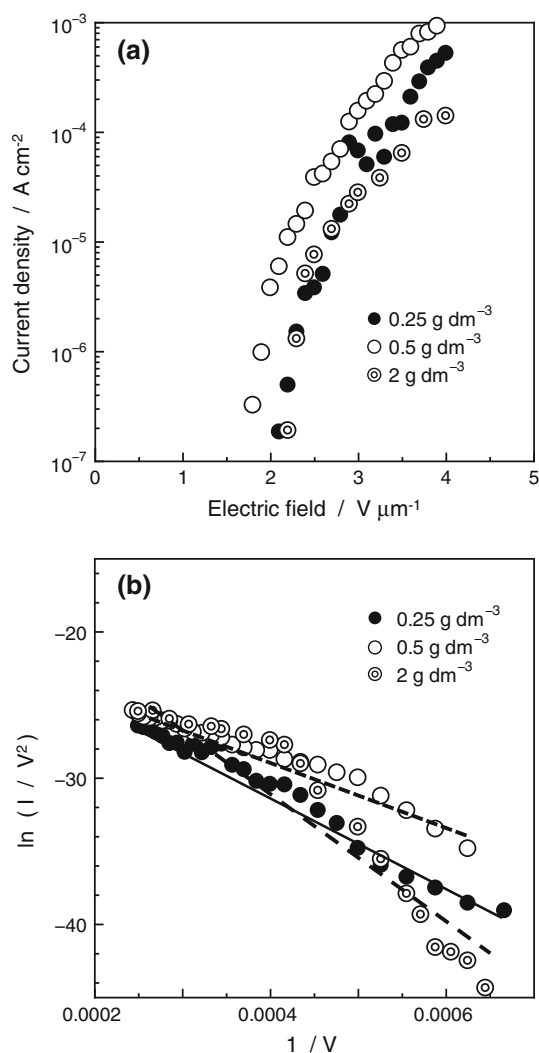 (a)
10⁻³
10⁻⁴
10⁻⁵
10⁻⁶
10⁻⁷
Current density / A cm⁻²
0.25 g dm⁻³
0.5 g dm⁻³
2 g dm⁻³
0 1 2 3 4 5
Electric field / V μm⁻¹
(b)
−20
−30
−40
ln ( I / V² )
0.25 g dm⁻³
0.5 g dm⁻³
2 g dm⁻³
0.0002 0.0004 0.0006
1 / V